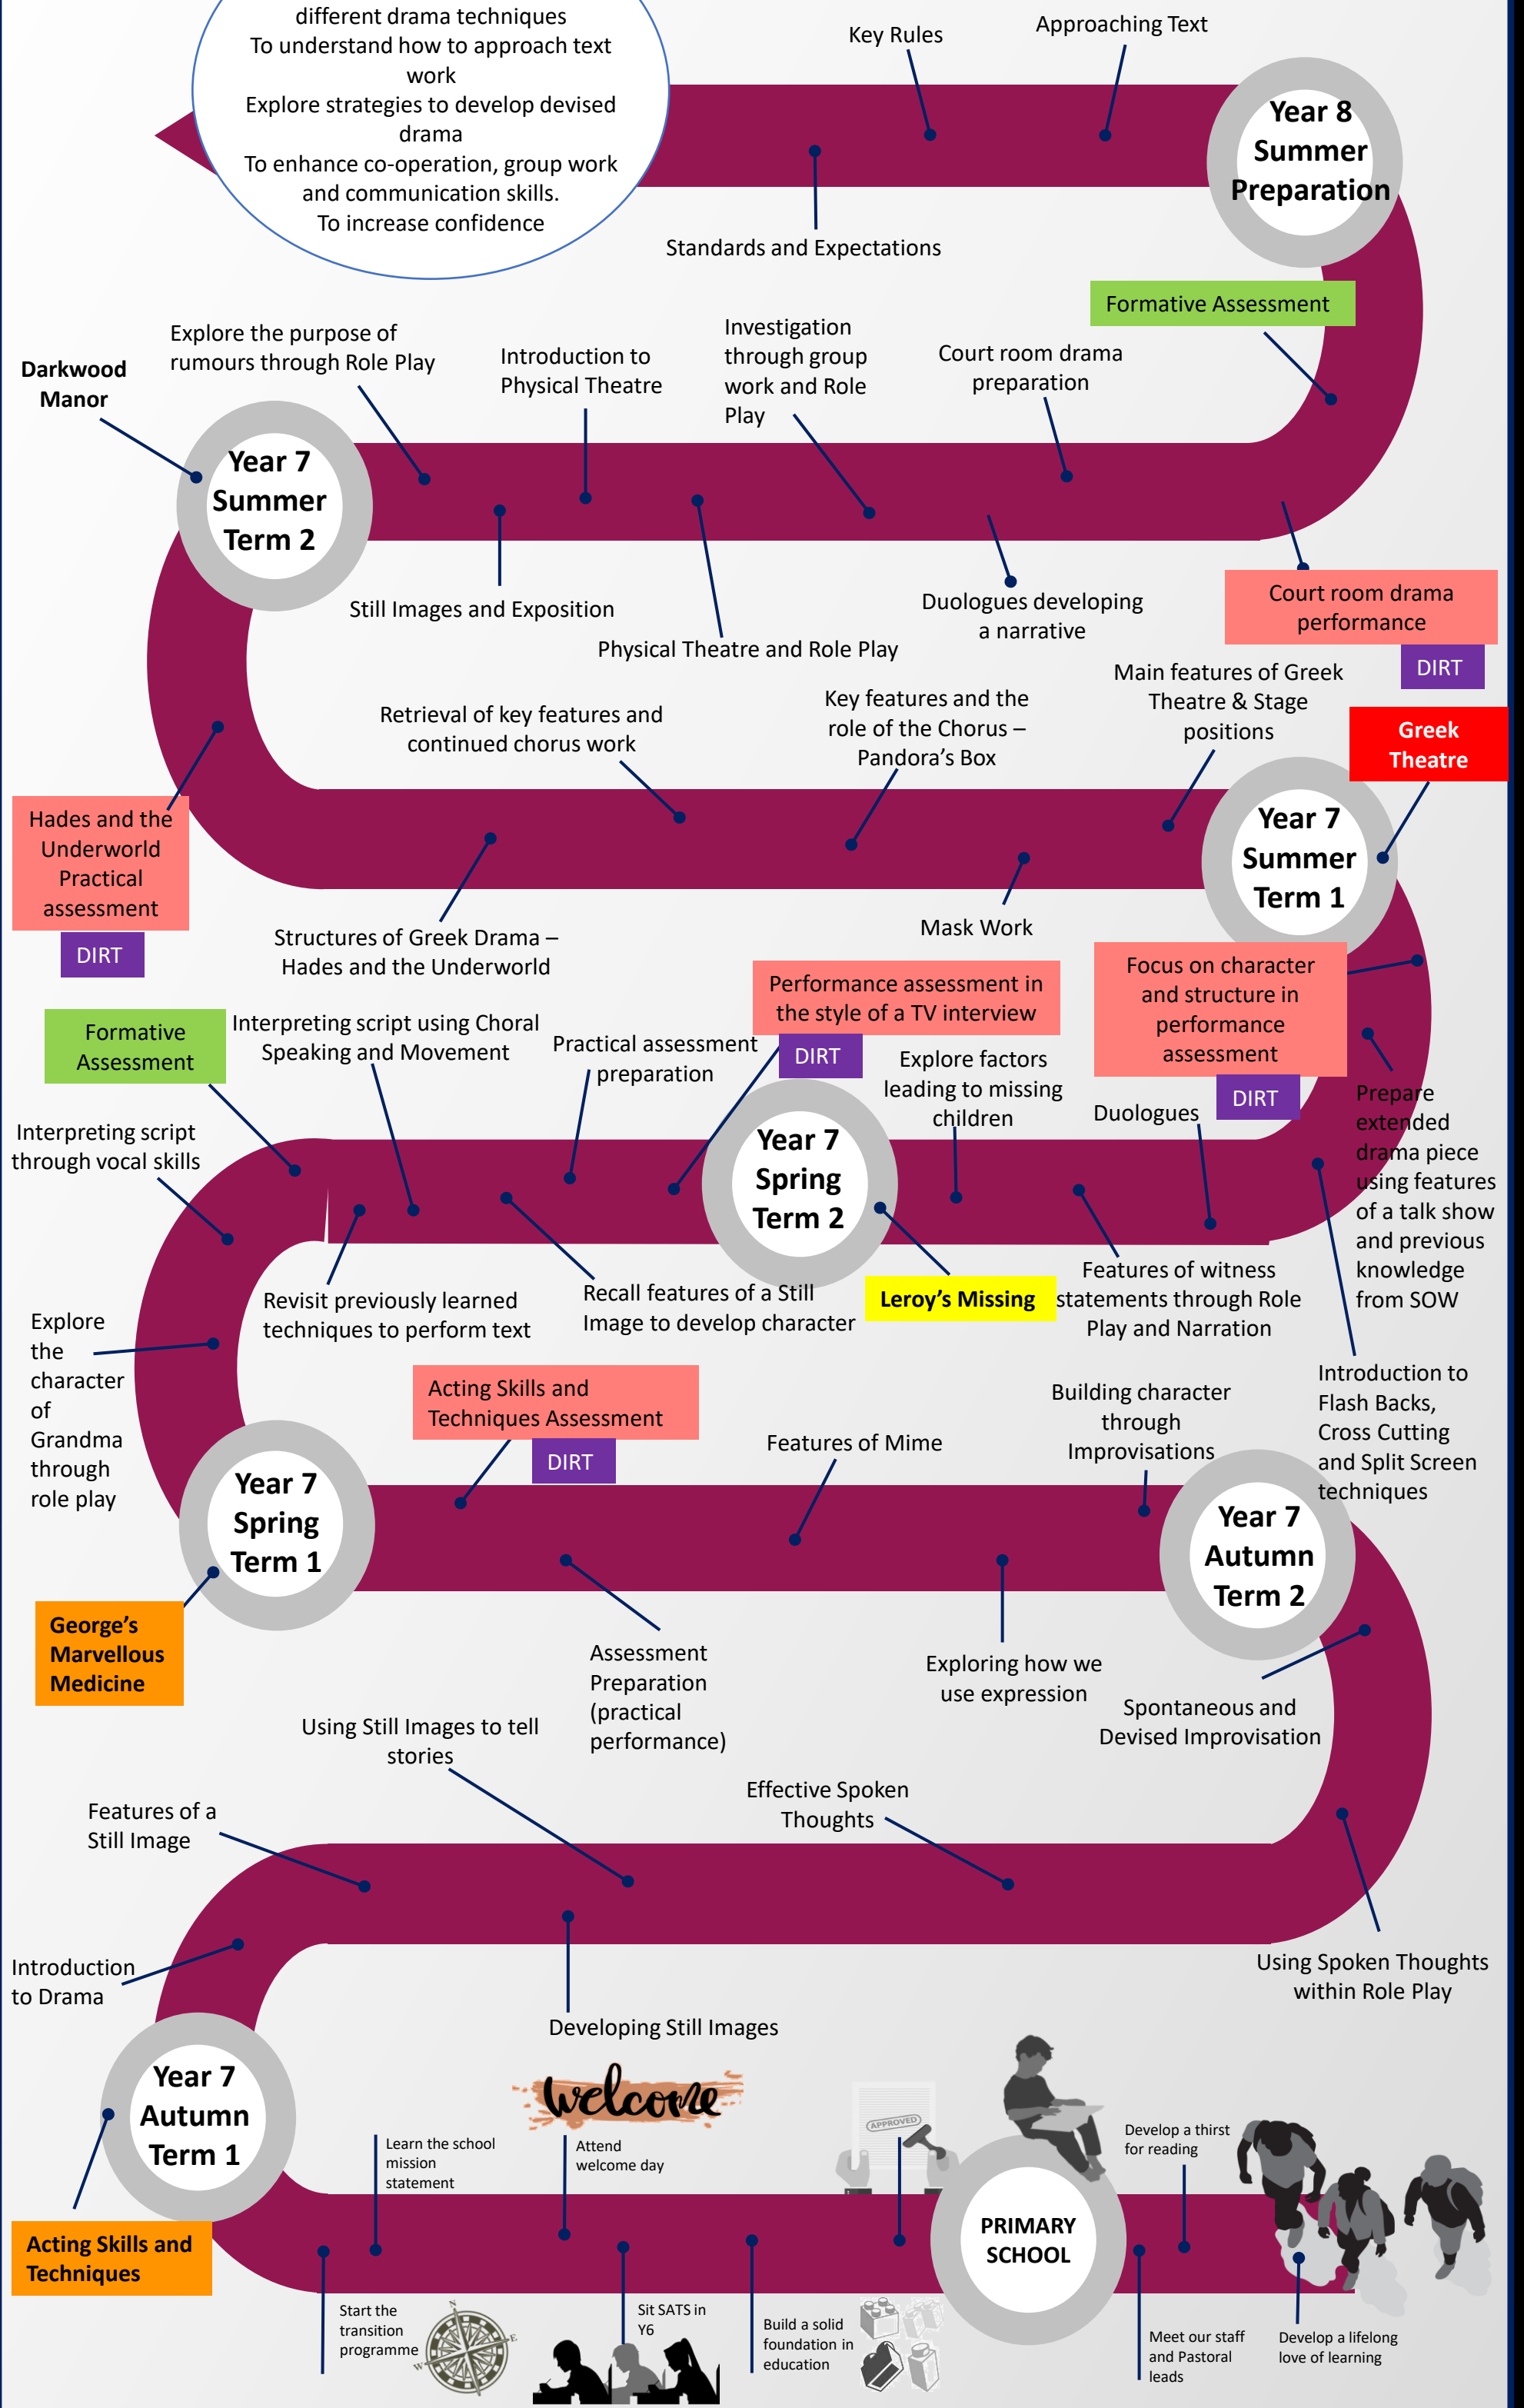 different drama techniques
To understand how to approach text
work
Explore strategies to develop devised
drama
To enhance co-operation, group work
and communication skills.
To increase confidence
Key Rules
Approaching Text
Year 8
Summer
Preparation
Standards and Expectations
Formative Assessment
Darkwood
Manor
Explore the purpose of
rumours through Role Play
Introduction to
Physical Theatre
Investigation
through group
work and Role
Play
Court room drama
preparation
Year 7
Summer
Term 2
Still Images and Exposition
Physical Theatre and Role Play
Duologues developing
a narrative
Court room drama
performance
DIRT
Retrieval of key features and
continued chorus work
Key features and the
role of the Chorus –
Pandora's Box
Main features of Greek
Theatre & Stage
positions
Greek
Theatre
Year 7
Summer
Term 1
Hades and the
Underworld
Practical
assessment
DIRT
Structures of Greek Drama –
Hades and the Underworld
Mask Work
Performance assessment in
the style of a TV interview
DIRT
Focus on character
and structure in
performance
assessment
DIRT
Formative
Assessment
Interpreting script using Choral
Speaking and Movement
Practical assessment
preparation
Explore factors
leading to missing
children
Duologues
Prepare
extended
drama piece
using features
of a talk show
and previous
knowledge
from SOW
Interpreting script
through vocal skills
Year 7
Spring
Term 2
Revisit previously learned
techniques to perform text
Recall features of a Still
Image to develop character
Leroy's Missing
Features of witness
statements through Role
Play and Narration
Introduction to
Flash Backs,
Cross Cutting
and Split Screen
techniques
Explore
the
character
of
Grandma
through
role play
Acting Skills and
Techniques Assessment
DIRT
Features of Mime
Building character
through
Improvisations
Year 7
Spring
Term 1
Year 7
Autumn
Term 2
George's
Marvellous
Medicine
Assessment
Preparation
(practical
performance)
Exploring how we
use expression
Spontaneous and
Devised Improvisation
Using Still Images to tell
stories
Effective Spoken
Thoughts
Features of a
Still Image
Introduction
to Drama
Developing Still Images
Using Spoken Thoughts
within Role Play
Year 7
Autumn
Term 1
Acting Skills and
Techniques
Learn the school
mission
statement
welcome
Attend
welcome day
APPROVED
PRIMARY
SCHOOL
Develop a thirst
for reading
Start the
transition
programme
N
E
S
W
Sit SATS in
Y6
Build a solid
foundation in
education
Meet our staff
and Pastoral
leads
Develop a lifelong
love of learning